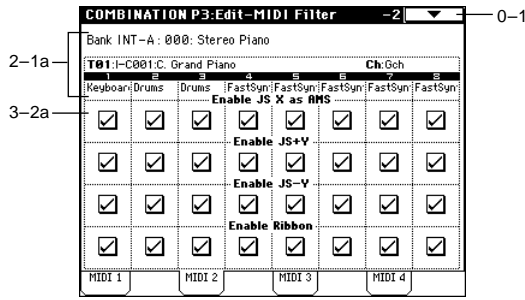 COMBINATION P3:Edit-MIDI Filter -2
0–1
Bank INT-A : 000: Stereo Piano
2–1a
T01:I-C001:C. Grand Piano Ch:Gch
1 2 3 4 5 6 7 8
Keyboar Drums Drums FastSyn FastSyn FastSyn FastSyn FastSyn
Enable JS X as AMS
3–2a
Enable JS+Y
Enable JS-Y
Enable Ribbon
MIDI 1 MIDI 2 MIDI 3 MIDI 4